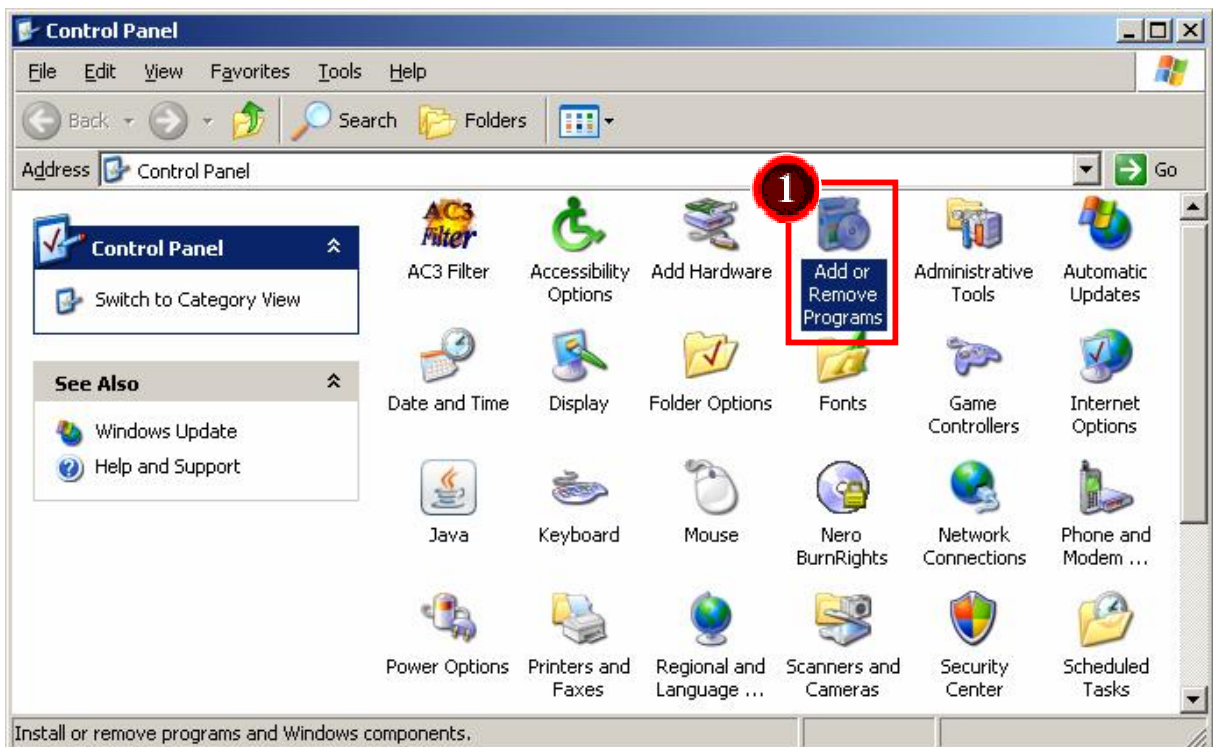 Control Panel
File Edit View Favorites Tools Help
Back Search Folders
Address Control Panel Go
1
Control Panel
Switch to Category View
See Also
Windows Update
Help and Support
AC3 Filter
AC3 Filter
Accessibility Options
Add Hardware
Add or Remove Programs
Administrative Tools
Automatic Updates
Date and Time
Display
Folder Options
Fonts
Game Controllers
Internet Options
Java
Keyboard
Mouse
Nero BurnRights
Network Connections
Phone and Modem ...
Power Options
Printers and Faxes
Regional and Language ...
Scanners and Cameras
Security Center
Scheduled Tasks
Install or remove programs and Windows components.